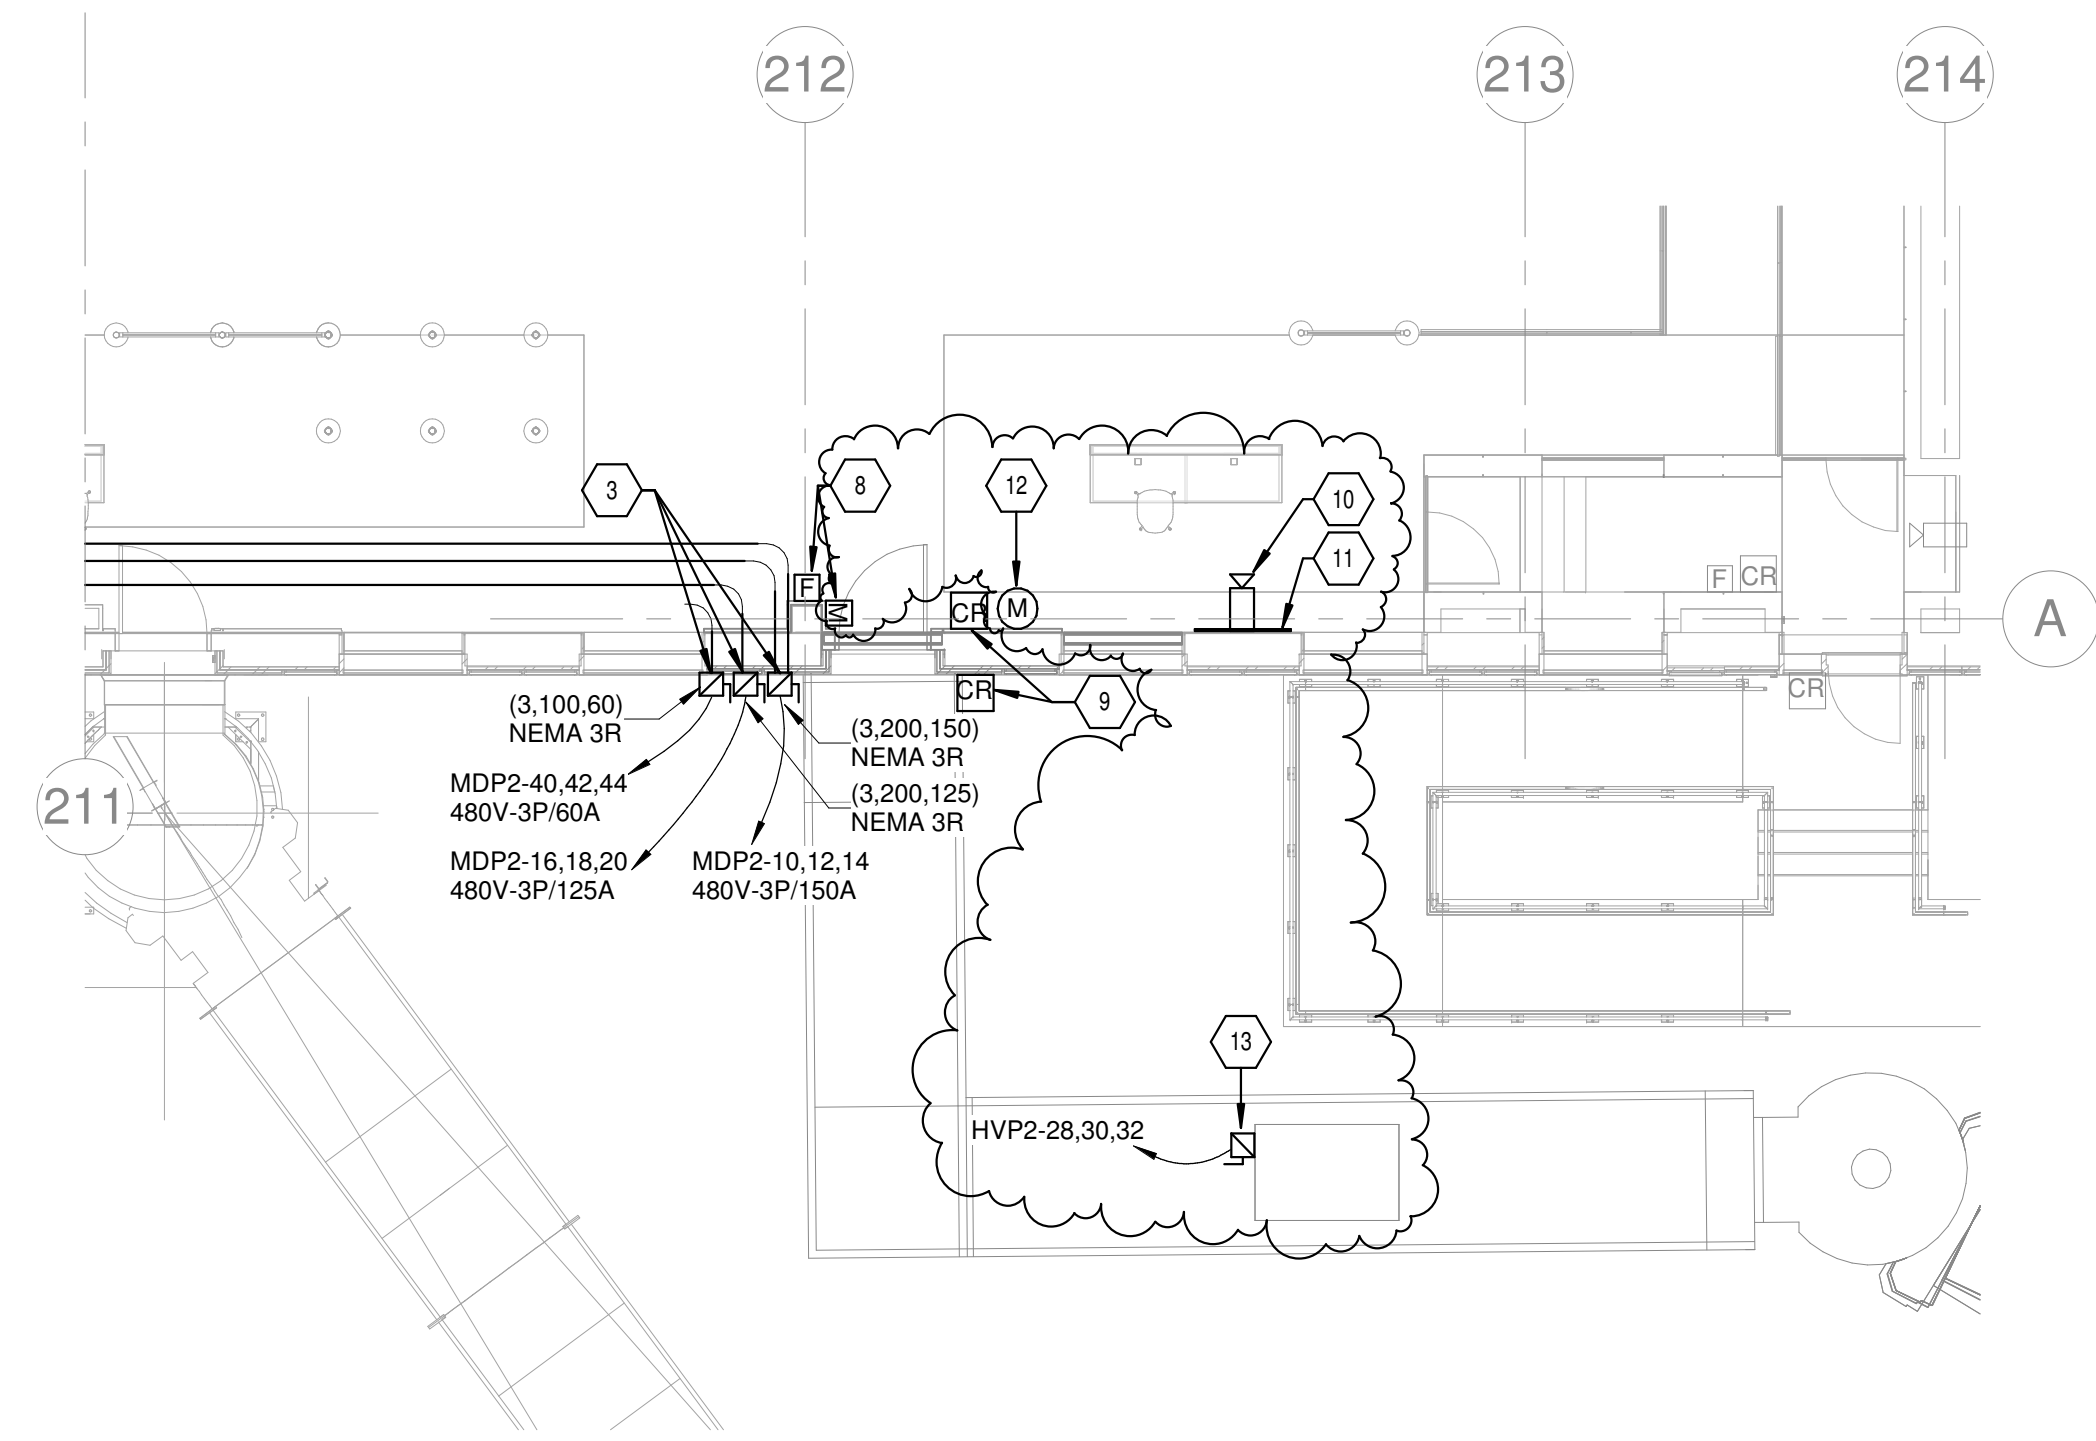 212
213
214
3
8
12
10
11
F
M
CR
M
F
CR
A
(3,100,60)
NEMA 3R
CR
9
CR
(3,200,150)
NEMA 3R
MDP2-40,42,44
480V-3P/60A
(3,200,125)
NEMA 3R
211
MDP2-16,18,20
480V-3P/125A
MDP2-10,12,14
480V-3P/150A
13
HVP2-28,30,32